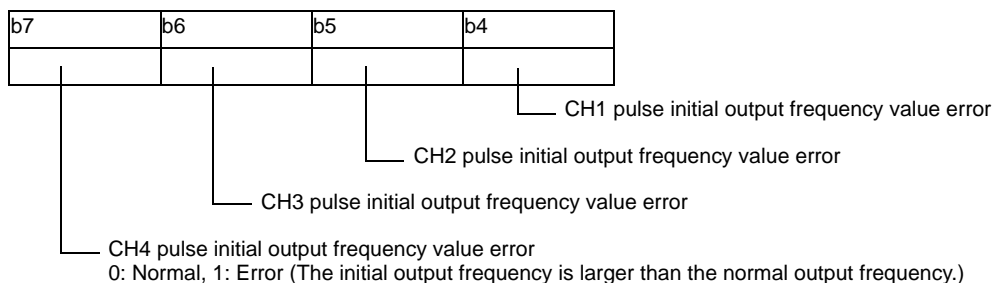 b7 b6 b5 b4
CH1 pulse initial output frequency value error
CH2 pulse initial output frequency value error
CH3 pulse initial output frequency value error
CH4 pulse initial output frequency value error
0: Normal, 1: Error (The initial output frequency is larger than the normal output frequency.)